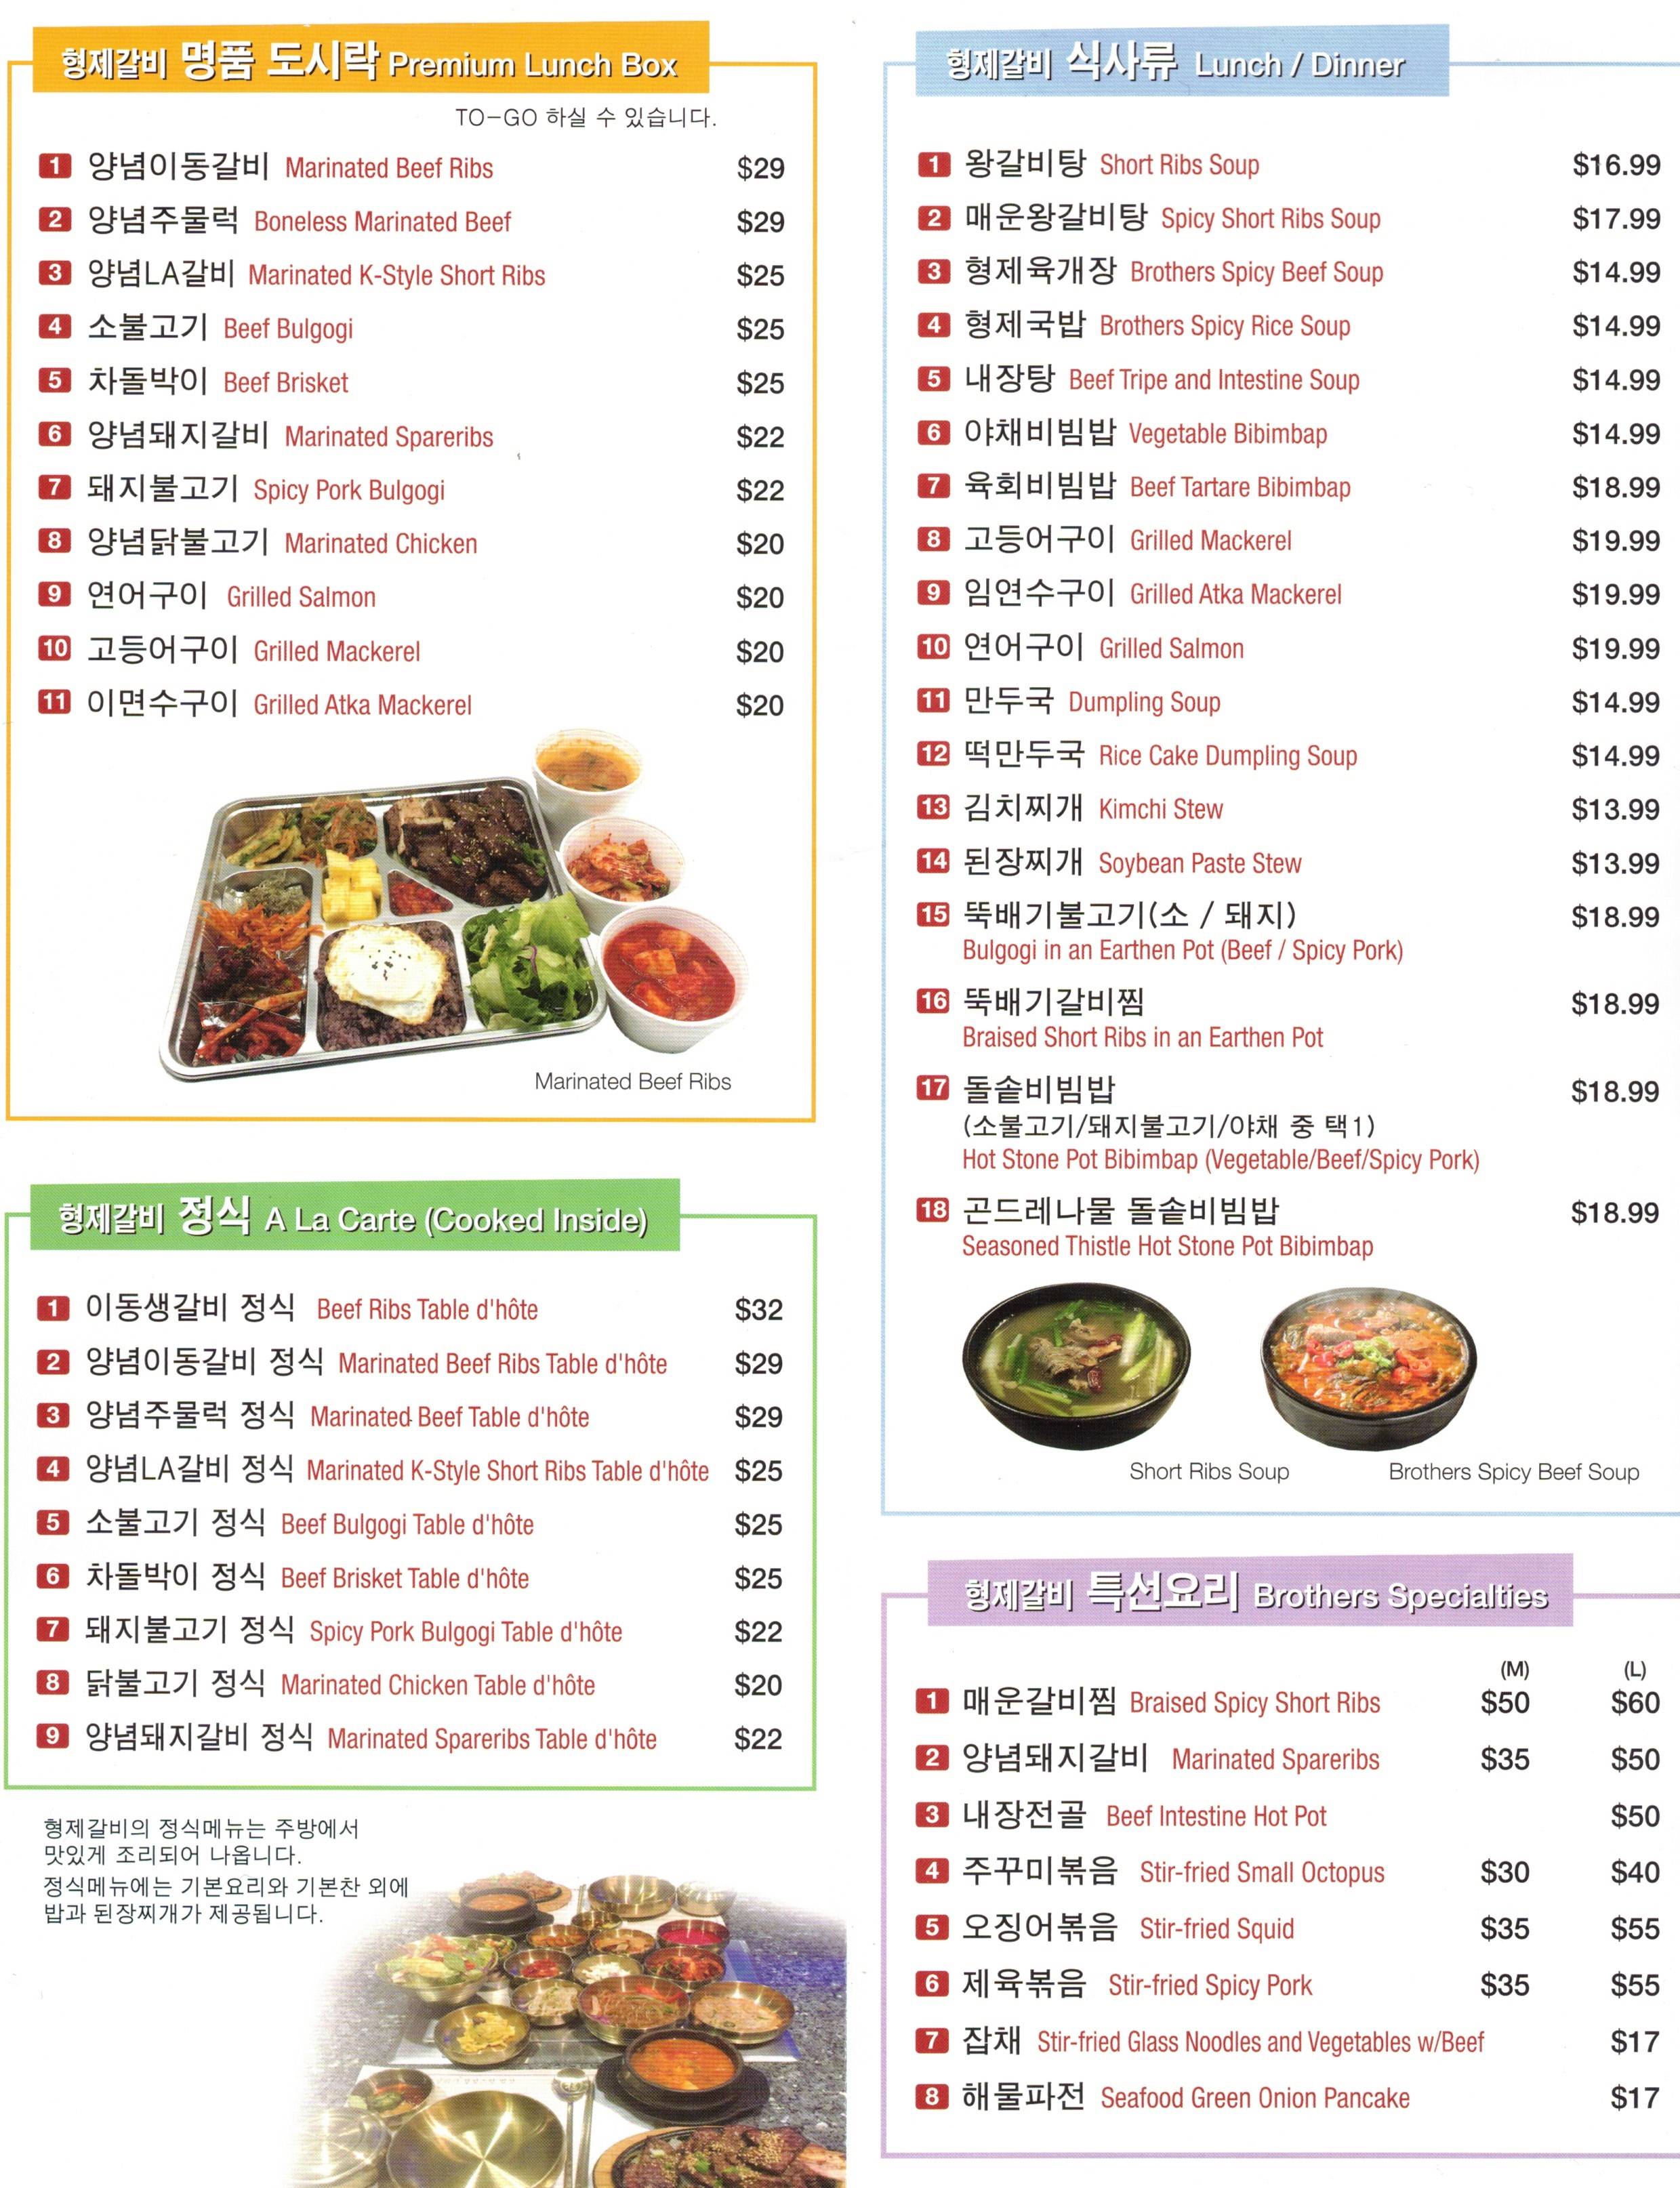 형제갈비 명품 도시락 Premium Lunch Box
TO-GO 하실 수 있습니다.
1 양념이동갈비 Marinated Beef Ribs $29
2 양념주물럭 Boneless Marinated Beef $29
3 양념LA갈비 Marinated K-Style Short Ribs $25
4 소불고기 Beef Bulgogi $25
5 차돌박이 Beef Brisket $25
6 양념돼지갈비 Marinated Spareribs $22
7 돼지불고기 Spicy Pork Bulgogi $22
8 양념닭불고기 Marinated Chicken $20
9 연어구이 Grilled Salmon $20
10 고등어구이 Grilled Mackerel $20
11 이면수구이 Grilled Atka Mackerel $20
Marinated Beef Ribs
형제갈비 정식 A La Carte (Cooked Inside)
1 이동생갈비 정식 Beef Ribs Table d'hôte $32
2 양념이동갈비 정식 Marinated Beef Ribs Table d'hôte $29
3 양념주물럭 정식 Marinated Beef Table d'hôte $29
4 양념LA갈비 정식 Marinated K-Style Short Ribs Table d'hôte $25
5 소불고기 정식 Beef Bulgogi Table d'hôte $25
6 차돌박이 정식 Beef Brisket Table d'hôte $25
7 돼지불고기 정식 Spicy Pork Bulgogi Table d'hôte $22
8 닭불고기 정식 Marinated Chicken Table d'hôte $20
9 양념돼지갈비 정식 Marinated Spareribs Table d'hôte $22
형제갈비의 정식메뉴는 주방에서
맛있게 조리되어 나옵니다.
정식메뉴에는 기본요리와 기본찬 외에
밥과 된장찌개가 제공됩니다.
형제갈비 식사류 Lunch / Dinner
1 왕갈비탕 Short Ribs Soup $16.99
2 매운왕갈비탕 Spicy Short Ribs Soup $17.99
3 형제육개장 Brothers Spicy Beef Soup $14.99
4 형제국밥 Brothers Spicy Rice Soup $14.99
5 내장탕 Beef Tripe and Intestine Soup $14.99
6 야채비빔밥 Vegetable Bibimbap $14.99
7 육회비빔밥 Beef Tartare Bibimbap $18.99
8 고등어구이 Grilled Mackerel $19.99
9 임연수구이 Grilled Atka Mackerel $19.99
10 연어구이 Grilled Salmon $19.99
11 만두국 Dumpling Soup $14.99
12 떡만두국 Rice Cake Dumpling Soup $14.99
13 김치찌개 Kimchi Stew $13.99
14 된장찌개 Soybean Paste Stew $13.99
15 뚝배기불고기(소 / 돼지) $18.99
Bulgogi in an Earthen Pot (Beef / Spicy Pork)
16 뚝배기갈비찜 $18.99
Braised Short Ribs in an Earthen Pot
17 돌솥비빔밥 $18.99
(소불고기/돼지불고기/야채 중 택1)
Hot Stone Pot Bibimbap (Vegetable/Beef/Spicy Pork)
18 곤드레나물 돌솥비빔밥 $18.99
Seasoned Thistle Hot Stone Pot Bibimbap
Short Ribs Soup Brothers Spicy Beef Soup
형제갈비 특선요리 Brothers Specialties
(M) (L)
1 매운갈비찜 Braised Spicy Short Ribs $50 $60
2 양념돼지갈비 Marinated Spareribs $35 $50
3 내장전골 Beef Intestine Hot Pot $50
4 주꾸미볶음 Stir-fried Small Octopus $30 $40
5 오징어볶음 Stir-fried Squid $35 $55
6 제육볶음 Stir-fried Spicy Pork $35 $55
7 잡채 Stir-fried Glass Noodles and Vegetables w/Beef $17
8 해물파전 Seafood Green Onion Pancake $17